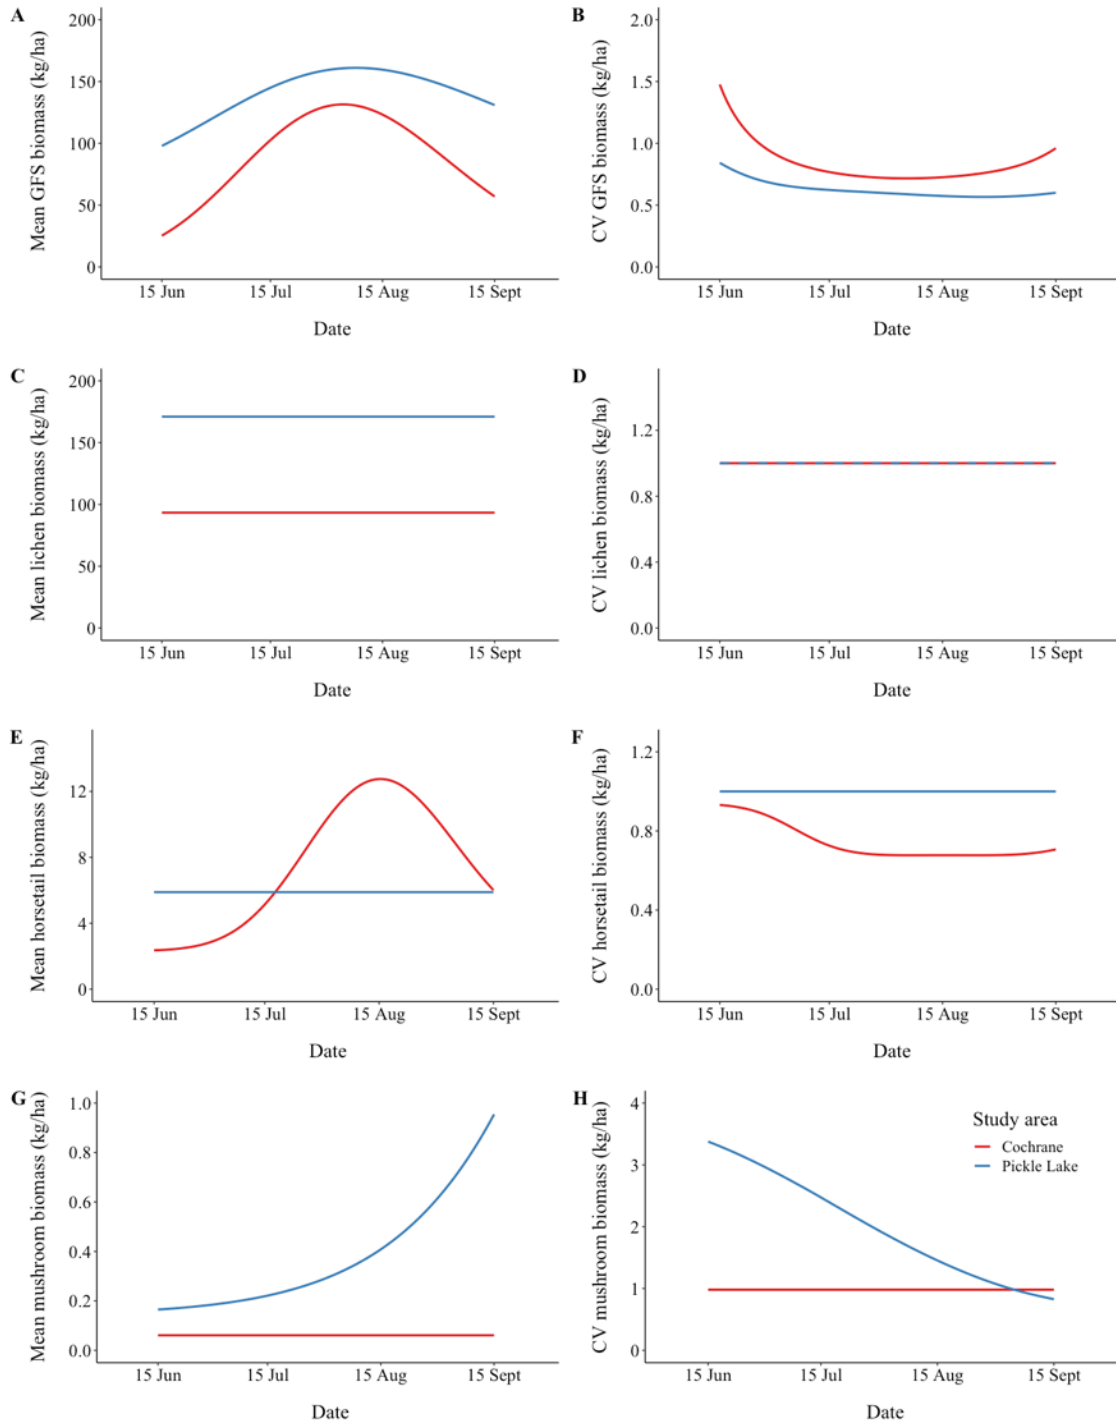 A
Mean GFS biomass (kg/ha)
200
150
100
50
0
15 Jun 15 Jul 15 Aug 15 Sept
Date
B
CV GFS biomass (kg/ha)
2.0
1.5
1.0
0.5
0.0
15 Jun 15 Jul 15 Aug 15 Sept
Date
C
Mean lichen biomass (kg/ha)
200
150
100
50
0
15 Jun 15 Jul 15 Aug 15 Sept
Date
D
CV lichen biomass (kg/ha)
1.2
0.8
0.4
0.0
15 Jun 15 Jul 15 Aug 15 Sept
Date
E
Mean horsetail biomass (kg/ha)
12
8
4
0
15 Jun 15 Jul 15 Aug 15 Sept
Date
F
CV horsetail biomass (kg/ha)
1.2
0.8
0.4
0.0
15 Jun 15 Jul 15 Aug 15 Sept
Date
G
Mean mushroom biomass (kg/ha)
1.0
0.8
0.6
0.4
0.2
0.0
15 Jun 15 Jul 15 Aug 15 Sept
Date
H
CV mushroom biomass (kg/ha)
4
3
2
1
0
15 Jun 15 Jul 15 Aug 15 Sept
Date
Study area
Cochrane
Pickle Lake